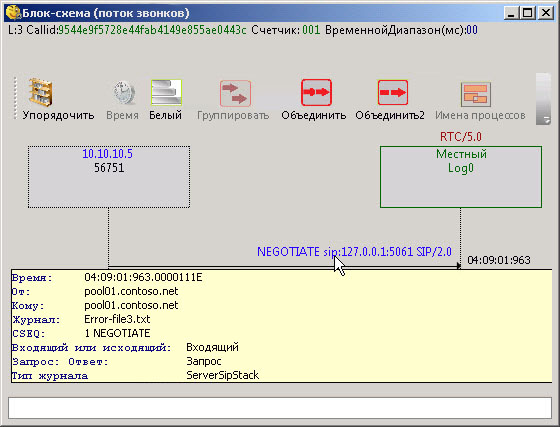 Блок-схема (поток звонков)
L:3 Callid:9544e9f5728e44fab4149e855ae0443c Счетчик: 001 ВременнойДиапазон(мс):00
Упорядочить Время Белый Группировать Объединить Объединить2 Имена процессов
RTC/5.0
10.10.10.5
56751
Местный
Log0
NEGOTIATE sip:127.0.0.1:5061 SIP/2.0
04:09:01:963
Время: 04:09:01:963.0000111E
От: pool01.contoso.net
Кому: pool01.contoso.net
Журнал: Error-file3.txt
CSEQ: 1 NEGOTIATE
Входящий или исходящий: Входящий
Запрос: Ответ: Запрос
Тип журнала ServerSipStack